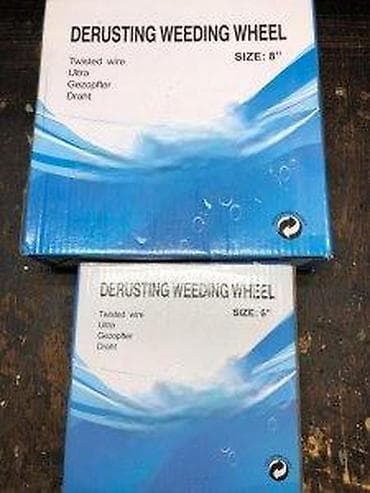 DERUSTING WEEDING WHEEL
SIZE: 8"
Twisted wire
Ultra
Gezopfter
Draht
DERUSTING WEEDING WHEEL
SIZE: 6"
Twisted wire
Ultra
Gezopfter
Draht